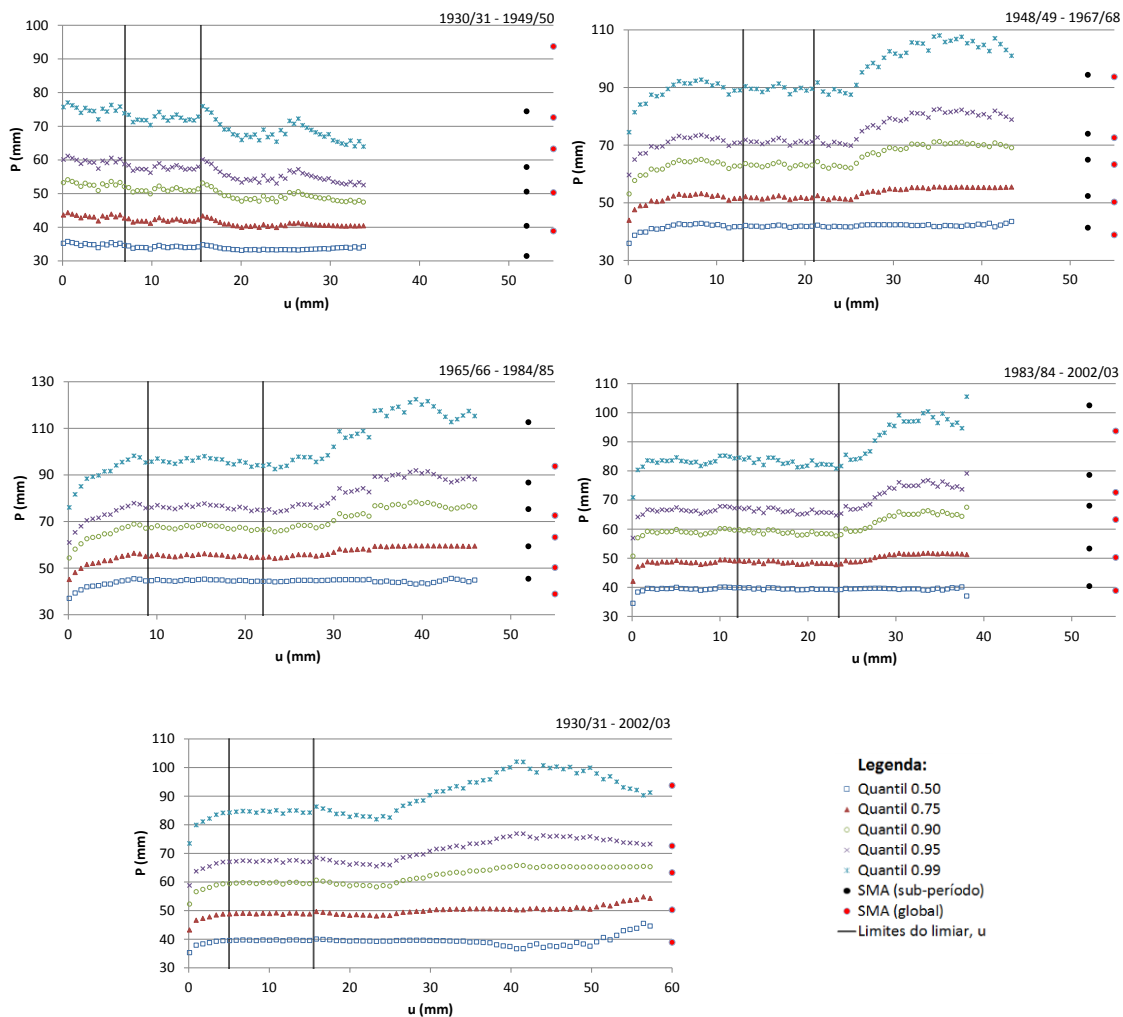 1930/31 - 1949/50
100
90
80
70
60
50
40
30
P (mm)
0 10 20 30 40 50
u (mm)
1948/49 - 1967/68
110
90
70
50
30
P (mm)
0 10 20 30 40 50
u (mm)
1965/66 - 1984/85
130
110
90
70
50
30
P (mm)
0 10 20 30 40 50
u (mm)
1983/84 - 2002/03
110
100
90
80
70
60
50
40
30
P (mm)
0 10 20 30 40 50
u (mm)
1930/31 - 2002/03
110
100
90
80
70
60
50
40
30
P (mm)
0 10 20 30 40 50 60
u (mm)
Legenda:
Quantil 0.50
Quantil 0.75
Quantil 0.90
Quantil 0.95
Quantil 0.99
SMA (sub-período)
SMA (global)
Limites do limiar, u